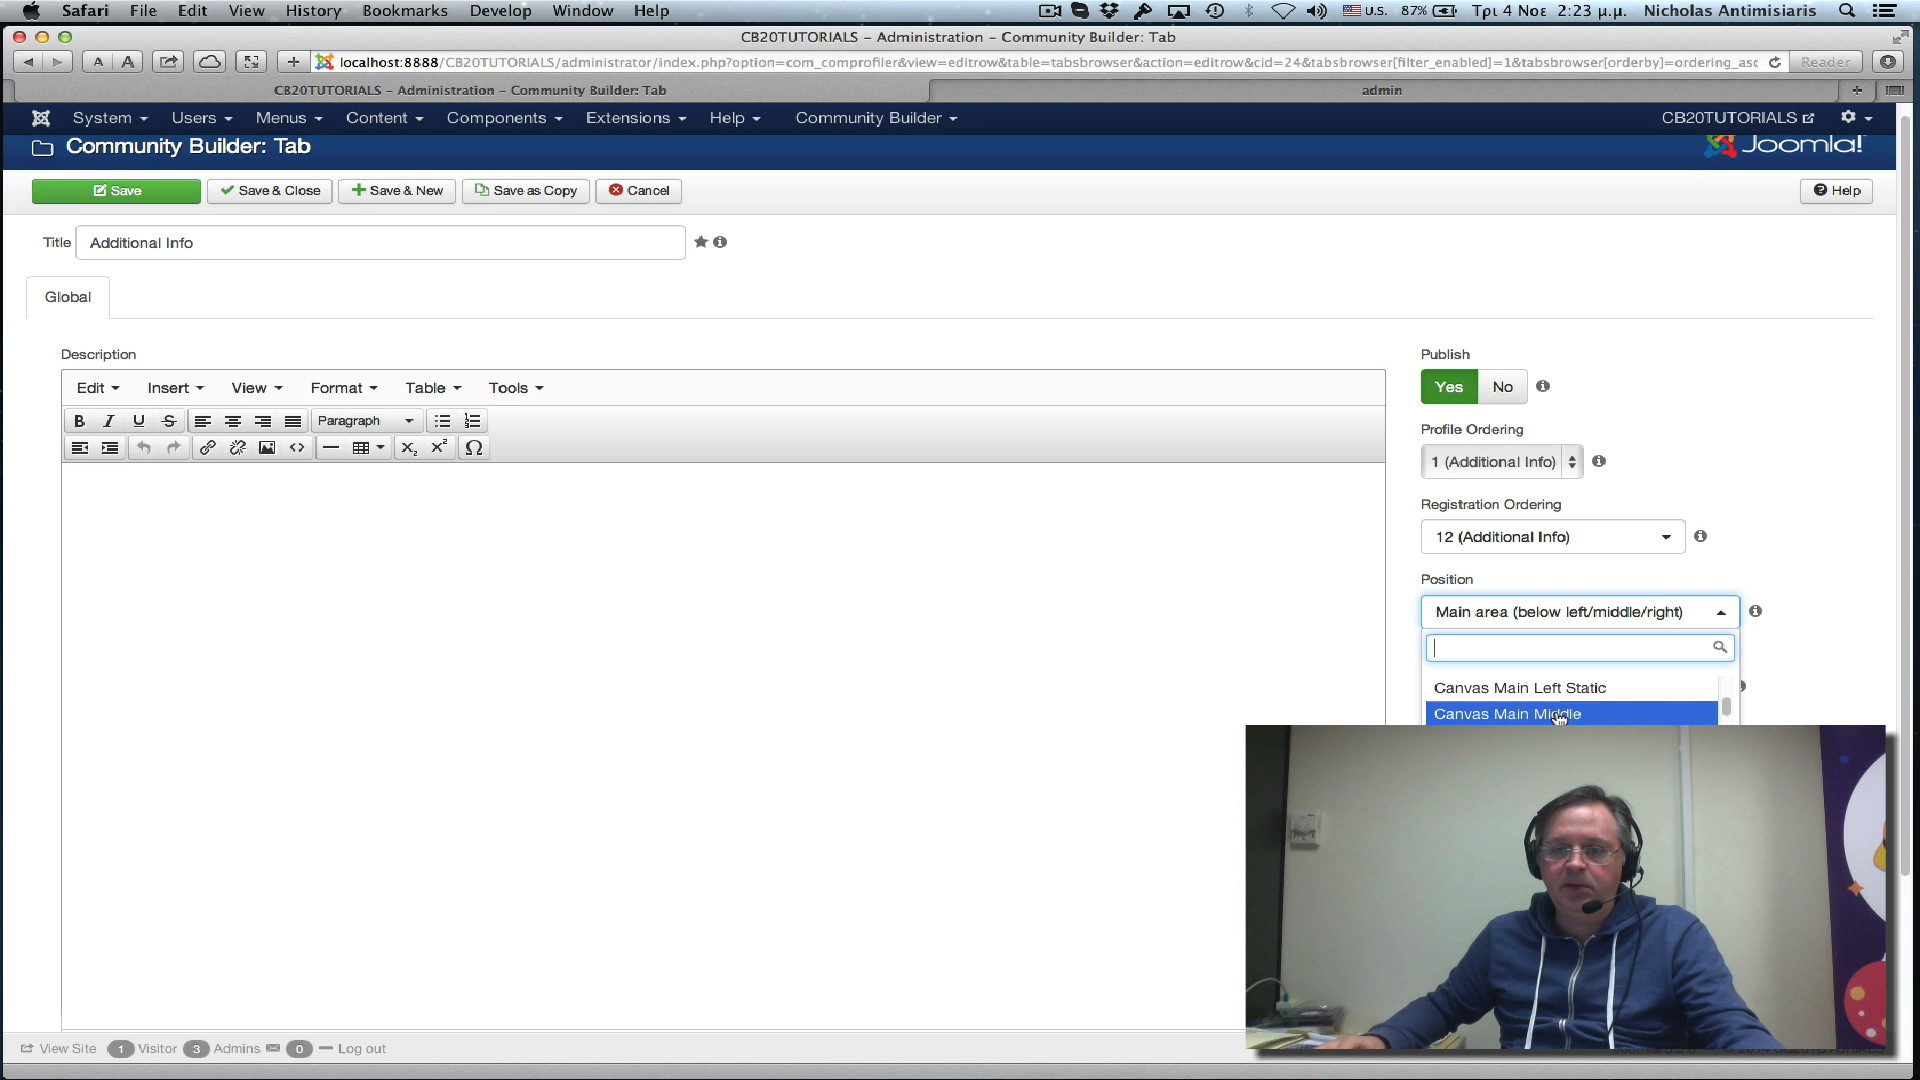 Safari File Edit View History Bookmarks Develop Window Help U.S. 87% Τρι 4 Νοε 2:23 μ.μ. Nicholas Antimisiaris
CB20TUTORIALS – Administration – Community Builder: Tab
A A localhost:8888/CB20TUTORIALS/administrator/index.php?option=com_comprofiler&view=editrow&table=tabsbrowser&action=editrow&cid=24&tabsbrowser[filter_enabled]=1&tabsbrowser[orderby]=ordering_asc Reader
CB20TUTORIALS – Administration – Community Builder: Tab admin
System Users Menus Content Components Extensions Help Community Builder CB20TUTORIALS
Community Builder: Tab Joomla!
Save Save & Close Save & New Save as Copy Cancel Help
Title Additional Info
Global
Description
Edit Insert View Format Table Tools
B I U S Paragraph
X₂ X² Ω
Publish
Yes No
Profile Ordering
1 (Additional Info)
Registration Ordering
12 (Additional Info)
Position
Main area (below left/middle/right)
Canvas Main Left Static
Canvas Main Middle
View Site 1 Visitor 3 Admins 0 Log out